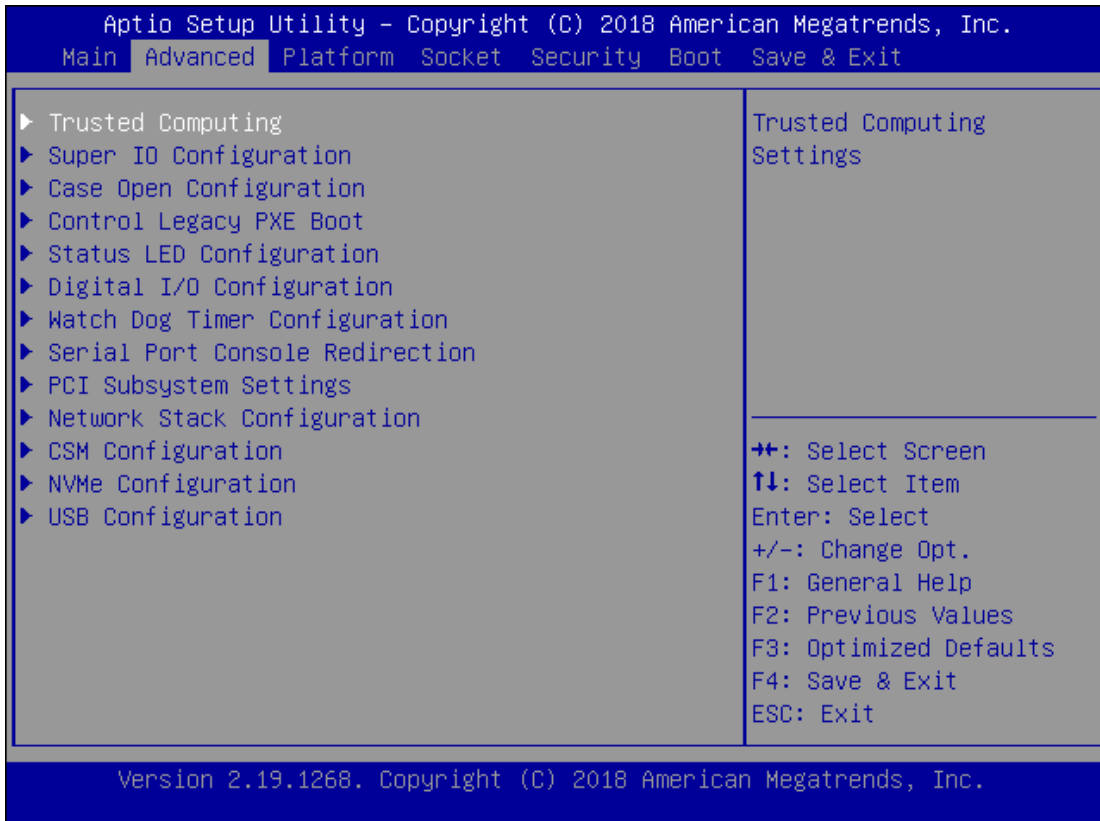 Aptio Setup Utility – Copyright (C) 2018 American Megatrends, Inc.
Main Advanced Platform Socket Security Boot Save & Exit
Trusted Computing
Super IO Configuration
Case Open Configuration
Control Legacy PXE Boot
Status LED Configuration
Digital I/O Configuration
Watch Dog Timer Configuration
Serial Port Console Redirection
PCI Subsystem Settings
Network Stack Configuration
CSM Configuration
NVMe Configuration
USB Configuration
Trusted Computing
Settings
→←: Select Screen
↑↓: Select Item
Enter: Select
+/-: Change Opt.
F1: General Help
F2: Previous Values
F3: Optimized Defaults
F4: Save & Exit
ESC: Exit
Version 2.19.1268. Copyright (C) 2018 American Megatrends, Inc.